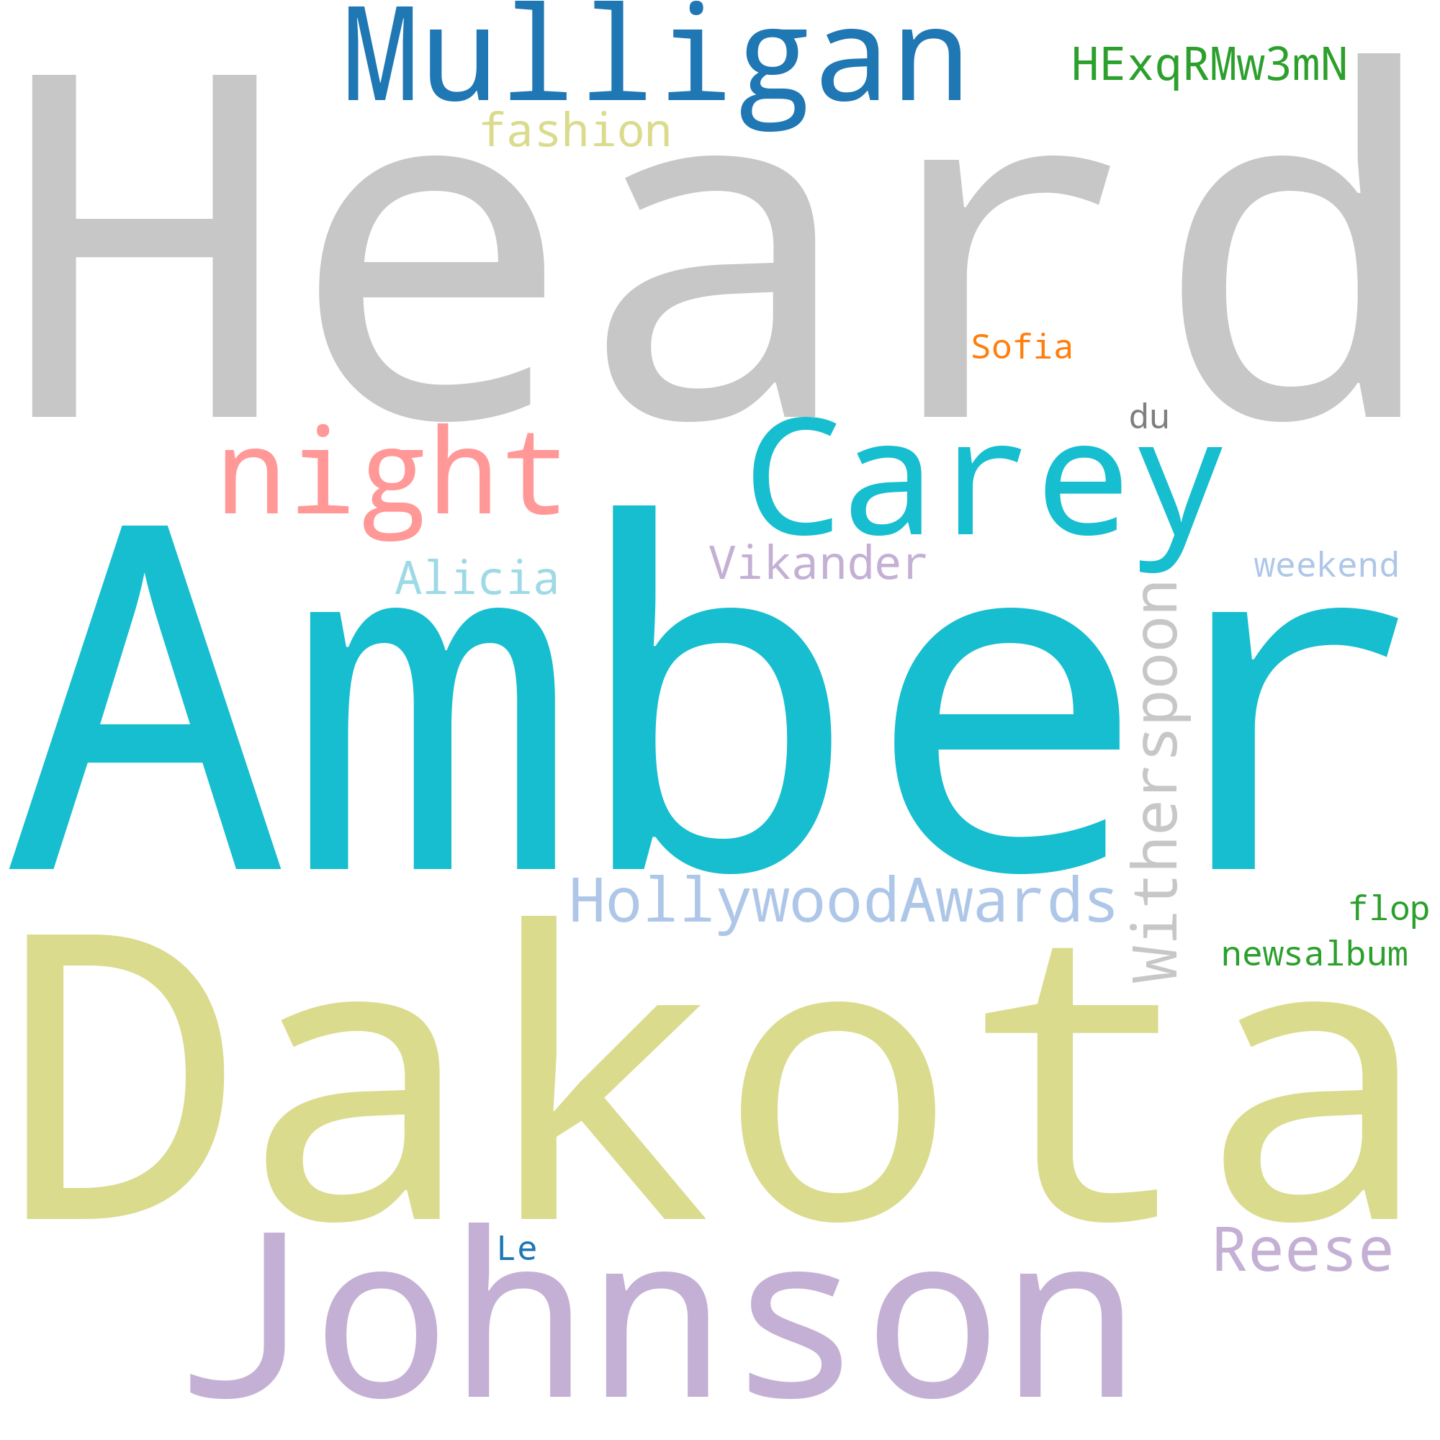 Mulligan
HExqRMw3mN
fashion
Heard
Sofia
du
night
Carey
Alicia
Vikander
weekend
Amber
Witherspoon
HollywoodAwards
flop
newsalbum
Dakota
Le
Reese
Johnson